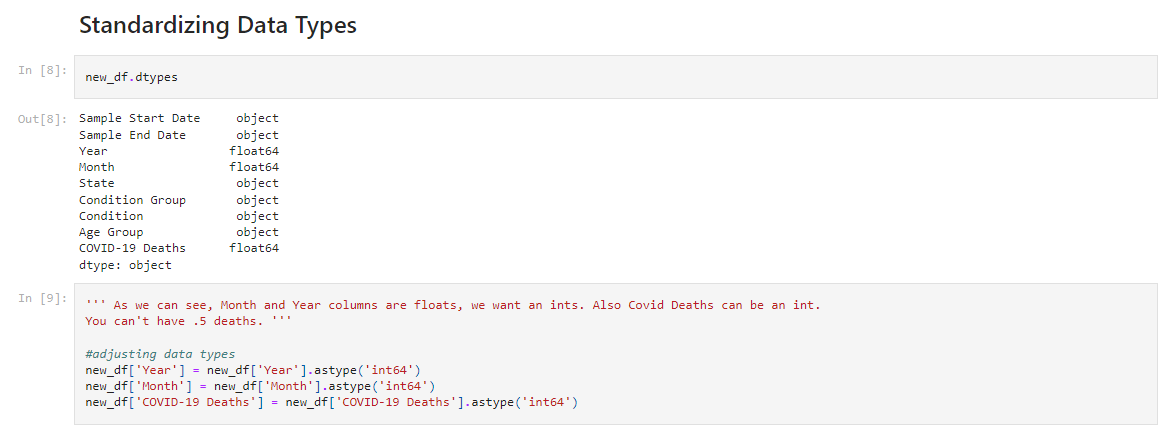 Standardizing Data Types
In [8]:
new_df.dtypes
Out[8]:
Sample Start Date     object
Sample End Date       object
Year                 float64
Month                float64
State                 object
Condition Group       object
Condition             object
Age Group             object
COVID-19 Deaths      float64
dtype: object
In [9]:
''' As we can see, Month and Year columns are floats, we want an ints. Also Covid Deaths can be an int.
You can't have .5 deaths. '''
#adjusting data types
new_df['Year'] = new_df['Year'].astype('int64')
new_df['Month'] = new_df['Month'].astype('int64')
new_df['COVID-19 Deaths'] = new_df['COVID-19 Deaths'].astype('int64')